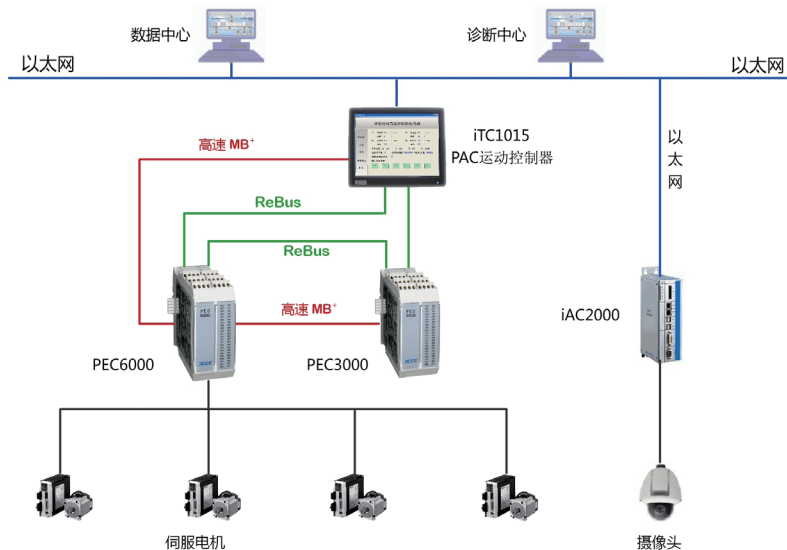 数据中心
诊断中心
以太网
以太网
高速 MB+
iTC1015
PAC运动控制器
以太网
ReBus
ReBus
高速 MB+
iAC2000
PEC6000
PEC3000
伺服电机
摄像头